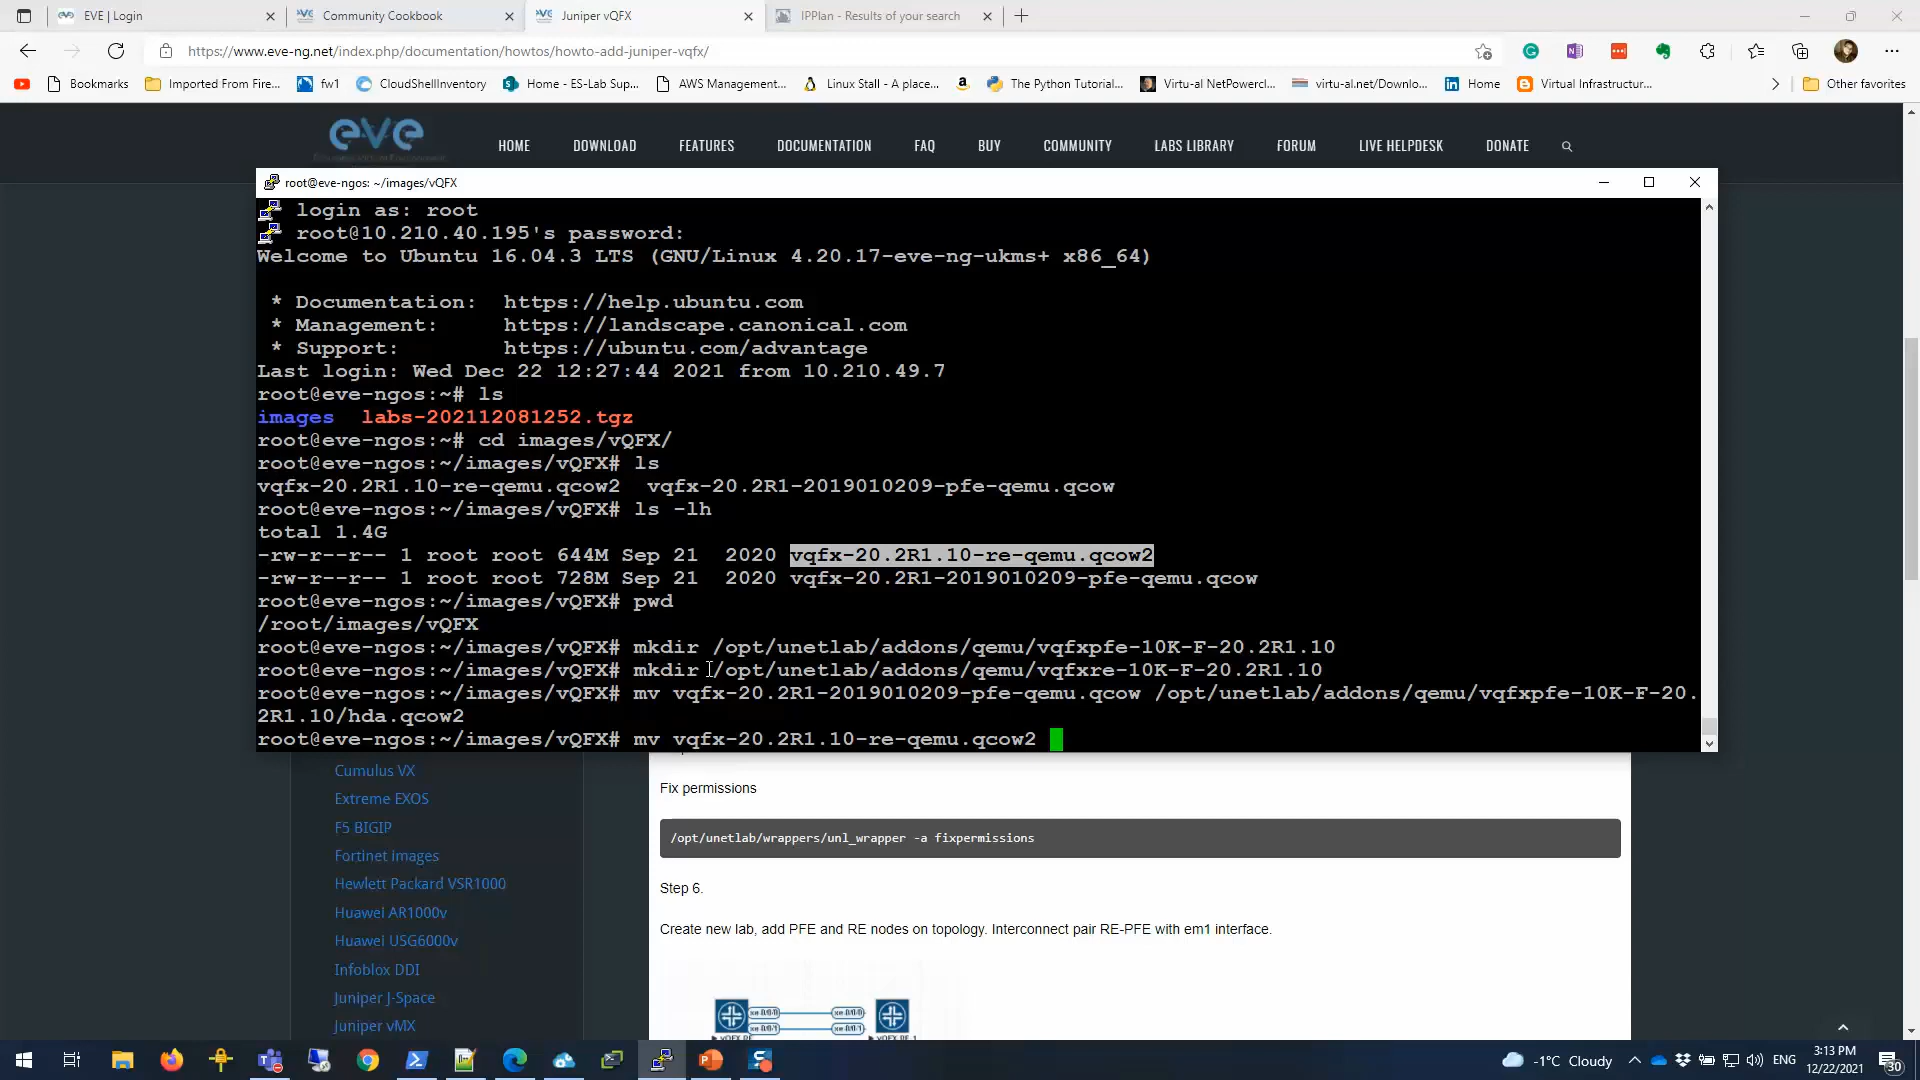 EVE | Login
Community Cookbook
Juniper vQFX
IPPlan - Results of your search
https://www.eve-ng.net/index.php/documentation/howtos/howto-add-juniper-vqfx/
Bookmarks
Imported From Fire...
fw1
CloudShellInventory
Home - ES-Lab Sup...
AWS Management...
Linux Stall - A place...
The Python Tutorial...
Virtu-al NetPowercl...
virtu-al.net/Downlo...
Home
Virtual Infrastructur...
Other favorites
eve
HOME
DOWNLOAD
FEATURES
DOCUMENTATION
FAQ
BUY
COMMUNITY
LABS LIBRARY
FORUM
LIVE HELPDESK
DONATE
root@eve-ngos: ~/images/vQFX
login as: root
root@10.210.40.195's password:
Welcome to Ubuntu 16.04.3 LTS (GNU/Linux 4.20.17-eve-ng-ukms+ x86_64)
* Documentation:  https://help.ubuntu.com
* Management:     https://landscape.canonical.com
* Support:        https://ubuntu.com/advantage
Last login: Wed Dec 22 12:27:44 2021 from 10.210.49.7
root@eve-ngos:~# ls
images  labs-202112081252.tgz
root@eve-ngos:~# cd images/vQFX/
root@eve-ngos:~/images/vQFX# ls
vqfx-20.2R1.10-re-qemu.qcow2  vqfx-20.2R1-2019010209-pfe-qemu.qcow
root@eve-ngos:~/images/vQFX# ls -lh
total 1.4G
-rw-r--r-- 1 root root 644M Sep 21  2020 vqfx-20.2R1.10-re-qemu.qcow2
-rw-r--r-- 1 root root 728M Sep 21  2020 vqfx-20.2R1-2019010209-pfe-qemu.qcow
root@eve-ngos:~/images/vQFX# pwd
/root/images/vQFX
root@eve-ngos:~/images/vQFX# mkdir /opt/unetlab/addons/qemu/vqfxpfe-10K-F-20.2R1.10
root@eve-ngos:~/images/vQFX# mkdir /opt/unetlab/addons/qemu/vqfxre-10K-F-20.2R1.10
root@eve-ngos:~/images/vQFX# mv vqfx-20.2R1-2019010209-pfe-qemu.qcow /opt/unetlab/addons/qemu/vqfxpfe-10K-F-20.
2R1.10/hda.qcow2
root@eve-ngos:~/images/vQFX# mv vqfx-20.2R1.10-re-qemu.qcow2
Cumulus VX
Extreme EXOS
F5 BIGIP
Fortinet images
Hewlett Packard VSR1000
Huawei AR1000v
Huawei USG6000v
Infoblox DDI
Juniper J-Space
Juniper vMX
Fix permissions
/opt/unetlab/wrappers/unl_wrapper -a fixpermissions
Step 6.
Create new lab, add PFE and RE nodes on topology. Interconnect pair RE-PFE with em1 interface.
-1°C Cloudy
ENG
3:13 PM
12/22/2021
30